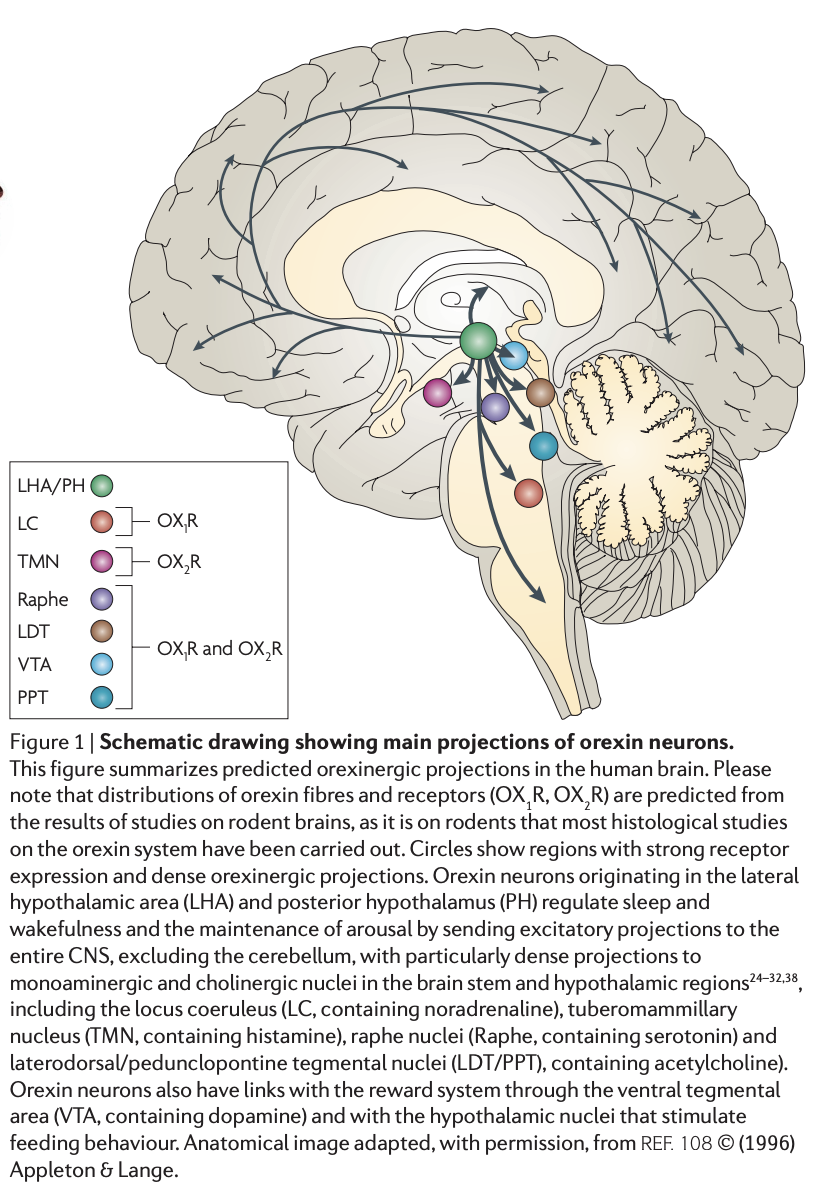 LHA/PH
LC
OX1R
TMN
OX2R
Raphe
LDT
OX1R and OX2R
VTA
PPT
Figure 1 | Schematic drawing showing main projections of orexin neurons.
This figure summarizes predicted orexinergic projections in the human brain. Please
note that distributions of orexin fibres and receptors (OX1R, OX2R) are predicted from
the results of studies on rodent brains, as it is on rodents that most histological studies
on the orexin system have been carried out. Circles show regions with strong receptor
expression and dense orexinergic projections. Orexin neurons originating in the lateral
hypothalamic area (LHA) and posterior hypothalamus (PH) regulate sleep and
wakefulness and the maintenance of arousal by sending excitatory projections to the
entire CNS, excluding the cerebellum, with particularly dense projections to
monoaminergic and cholinergic nuclei in the brain stem and hypothalamic regions24–32,38,
including the locus coeruleus (LC, containing noradrenaline), tuberomammillary
nucleus (TMN, containing histamine), raphe nuclei (Raphe, containing serotonin) and
laterodorsal/pedunclopontine tegmental nuclei (LDT/PPT), containing acetylcholine).
Orexin neurons also have links with the reward system through the ventral tegmental
area (VTA, containing dopamine) and with the hypothalamic nuclei that stimulate
feeding behaviour. Anatomical image adapted, with permission, from REF. 108 © (1996)
Appleton & Lange.